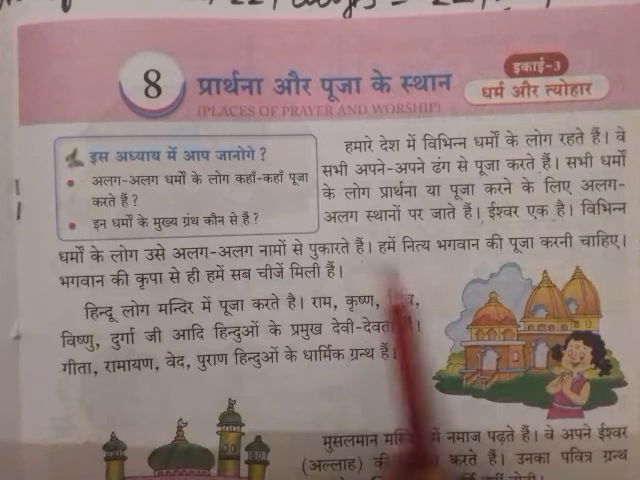 8
प्रार्थना और पूजा के स्थान
(PLACES OF PRAYER AND WORSHIP)
इकाई-3
धर्म और त्योहार
इस अध्याय में आप जानोगे ?
• अलग-अलग धर्मों के लोग कहाँ-कहाँ पूजा
करते हैं ?
• इन धर्मों के मुख्य ग्रंथ कौन से हैं ?
हमारे देश में विभिन्न धर्मों के लोग रहते हैं। वे
सभी अपने-अपने ढंग से पूजा करते हैं। सभी धर्मों
के लोग प्रार्थना या पूजा करने के लिए अलग-
अलग स्थानों पर जाते हैं। ईश्वर एक है। विभिन्न
धर्मों के लोग उसे अलग-अलग नामों से पुकारते हैं। हमें नित्य भगवान की पूजा करनी चाहिए।
भगवान की कृपा से ही हमें सब चीजें मिली हैं।
हिन्दू लोग मन्दिर में पूजा करते है। राम, कृष्ण,
विष्णु, दुर्गा जी आदि हिन्दुओं के प्रमुख
गीता, रामायण, वेद, पुराण हिन्दुओं के धार्मिक ग्रन्थ हैं।
मुसलमान में नमाज पढ़ते हैं। वे अपने ईश्वर
(अल्लाह) करते हैं। उनका पवित्र ग्रन्थ